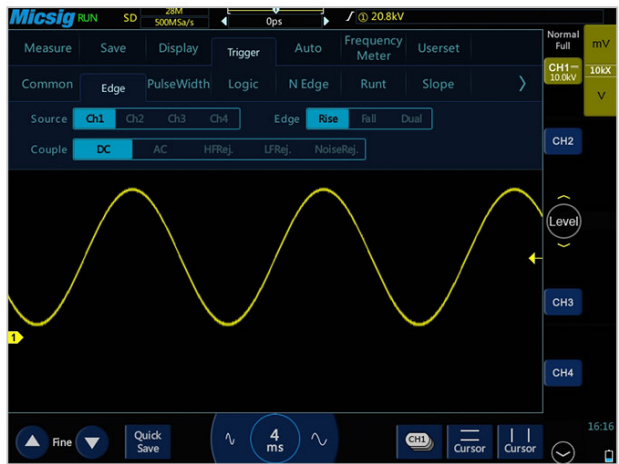 Micsig RUN SD 28M 500MSa/s 0ps ① 20.8kV
Normal Full
mV
Measure Save Display Trigger Auto Frequency Meter Userset
CH1 10.0kV
10kX
V
Common Edge PulseWidth Logic N Edge Runt Slope
Source Ch1 Ch2 Ch3 Ch4 Edge Rise Fall Dual
CH2
Couple DC AC HFRej. LFRej. NoiseRej.
Level
CH3
1
CH4
16:16
Fine Quick Save 4 ms CH1 Cursor Cursor